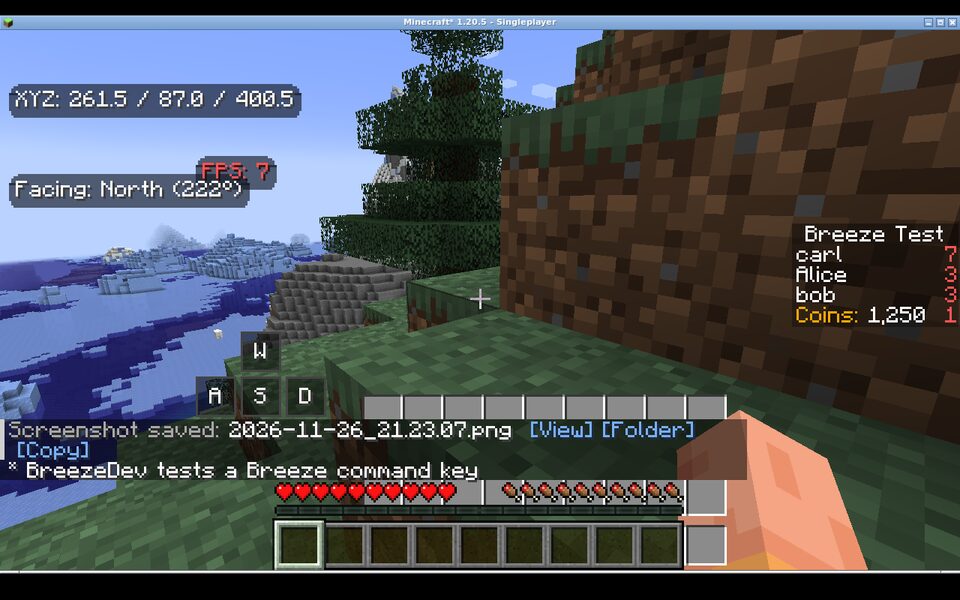 Minecraft* 1.20.5 - Singleplayer
XYZ: 261.5 / 87.0 / 400.5
FPS: 7
Facing: North (222°)
Breeze Test
carl 7
Alice 3
bob 3
Coins: 1,250 1
W
A S D
Screenshot saved: 2026-11-26_21.23.07.png [View] [Folder]
[Copy]
* BreezeDev tests a Breeze command key